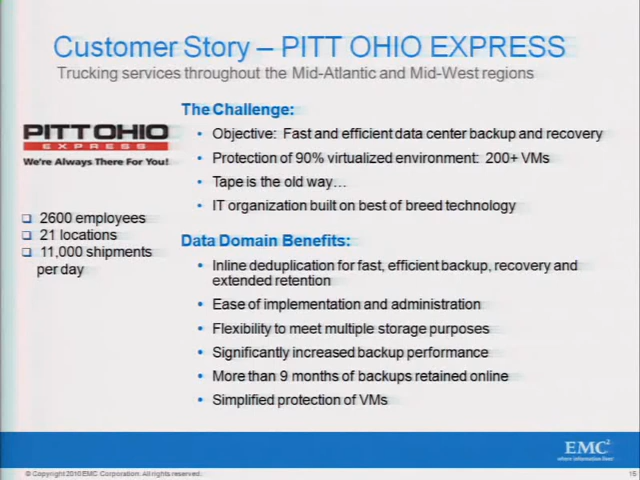 Customer Story – PITT OHIO EXPRESS
Trucking services throughout the Mid-Atlantic and Mid-West regions
PITT OHIO
EXPRESS
We're Always There For You!
❑ 2600 employees
❑ 21 locations
❑ 11,000 shipments
per day
The Challenge:
• Objective: Fast and efficient data center backup and recovery
• Protection of 90% virtualized environment: 200+ VMs
• Tape is the old way…
• IT organization built on best of breed technology
Data Domain Benefits:
• Inline deduplication for fast, efficient backup, recovery and
extended retention
• Ease of implementation and administration
• Flexibility to meet multiple storage purposes
• Significantly increased backup performance
• More than 9 months of backups retained online
• Simplified protection of VMs
EMC²
where information lives
© Copyright 2010 EMC Corporation. All rights reserved.
15